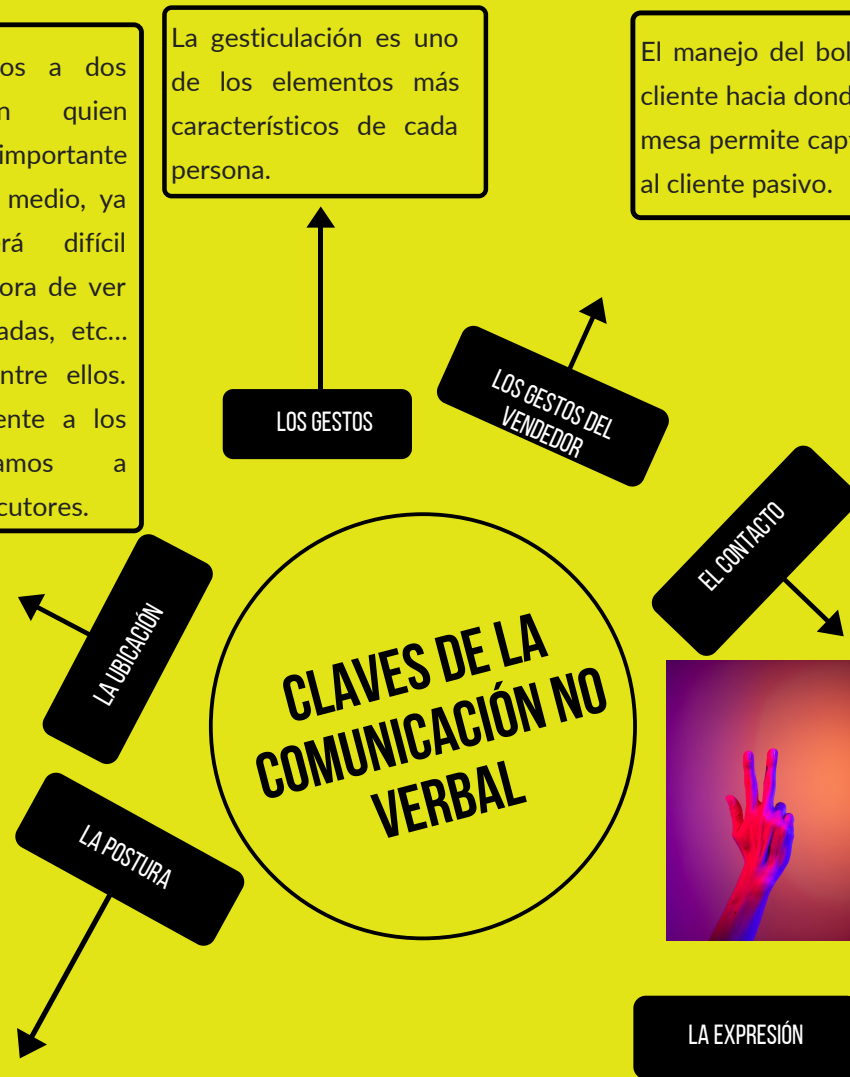 os a dos
n quien
importante
medio, ya
rá difícil
ora de ver
adas, etc...
ntre ellos.
ente a los
amos a
cutores.
La gesticulación es uno
de los elementos más
característicos de cada
persona.
El manejo del bol
cliente hacia dond
mesa permite capt
al cliente pasivo.
LOS GESTOS
LOS GESTOS DEL
VENDEDOR
EL CONTACTO
LA UBICACIÓN
CLAVES DE LA
COMUNICACIÓN NO
VERBAL
LA POSTURA
LA EXPRESIÓN